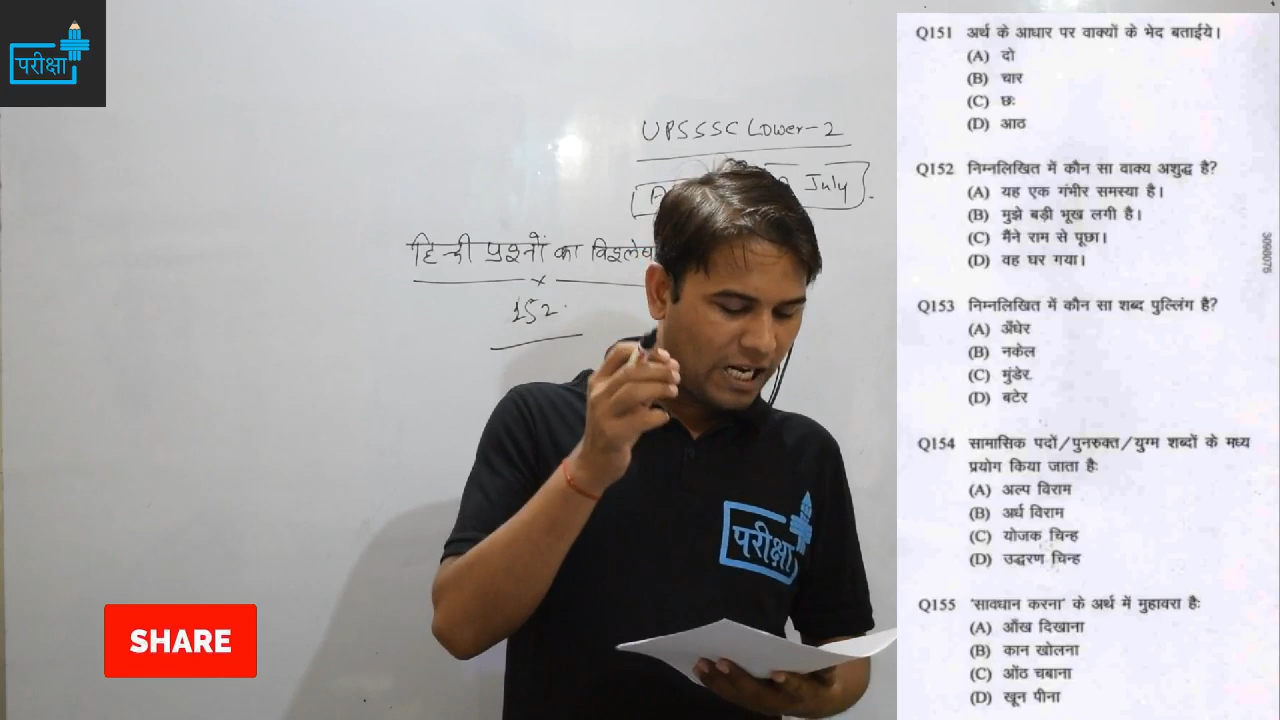 परीक्षा
UPSSSC Lower-2
July
हिन्दी प्रश्नों का विश्लेष
152.
परीक्षा
SHARE
Q151 अर्थ के आधार पर वाक्यों के भेद बताईये।
(A) दो
(B) चार
(C) छः
(D) आठ
Q152 निम्नलिखित में कौन सा वाक्य अशुद्ध है?
(A) यह एक गंभीर समस्या है।
(B) मुझे बड़ी भूख लगी है।
(C) मैंने राम से पूछा।
(D) वह घर गया।
Q153 निम्नलिखित में कौन सा शब्द पुल्लिंग है?
(A) अँधेर
(B) नकेल
(C) मुंडेर
(D) बटेर
Q154 सामासिक पदों/पुनरुक्त/युग्म शब्दों के मध्य
प्रयोग किया जाता हैः
(A) अल्प विराम
(B) अर्ध विराम
(C) योजक चिन्ह
(D) उद्धरण चिन्ह
Q155 'सावधान करना' के अर्थ में मुहावरा हैः
(A) आँख दिखाना
(B) कान खोलना
(C) ओंठ चबाना
(D) खून पीना